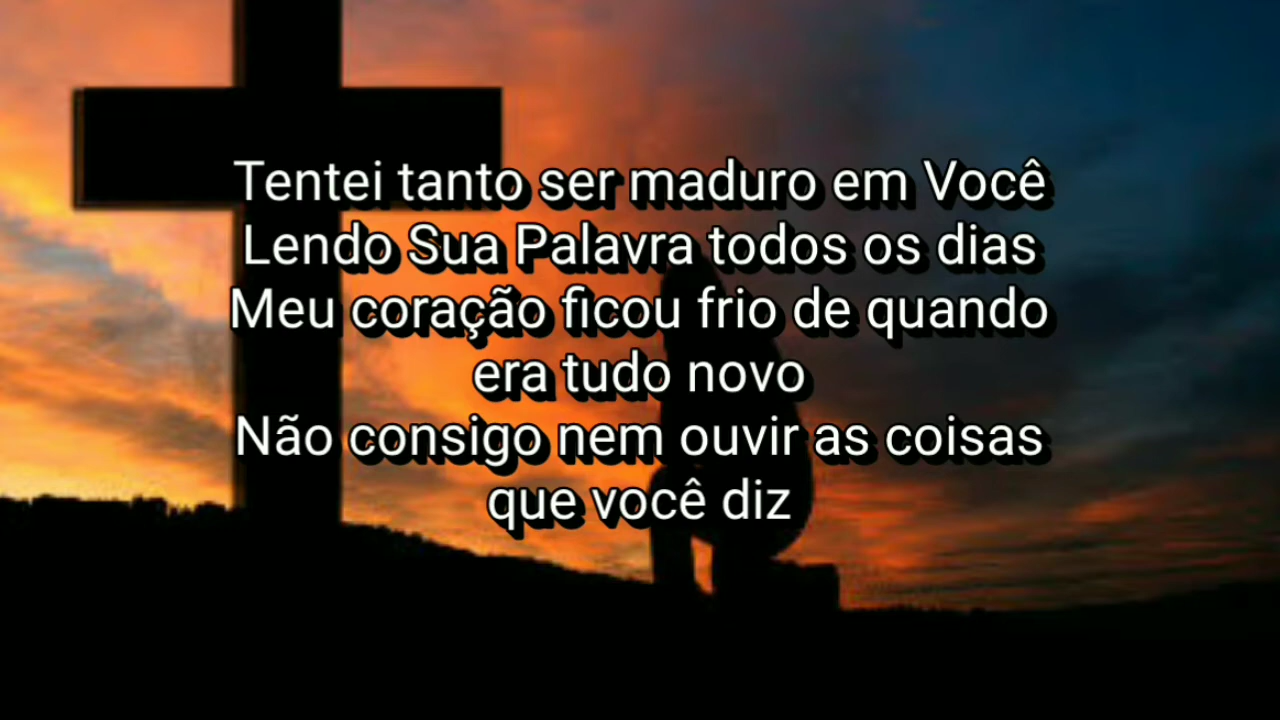 Tentei tanto ser maduro em Você
Lendo Sua Palavra todos os dias
Meu coração ficou frio de quando
era tudo novo
Não consigo nem ouvir as coisas
que você diz